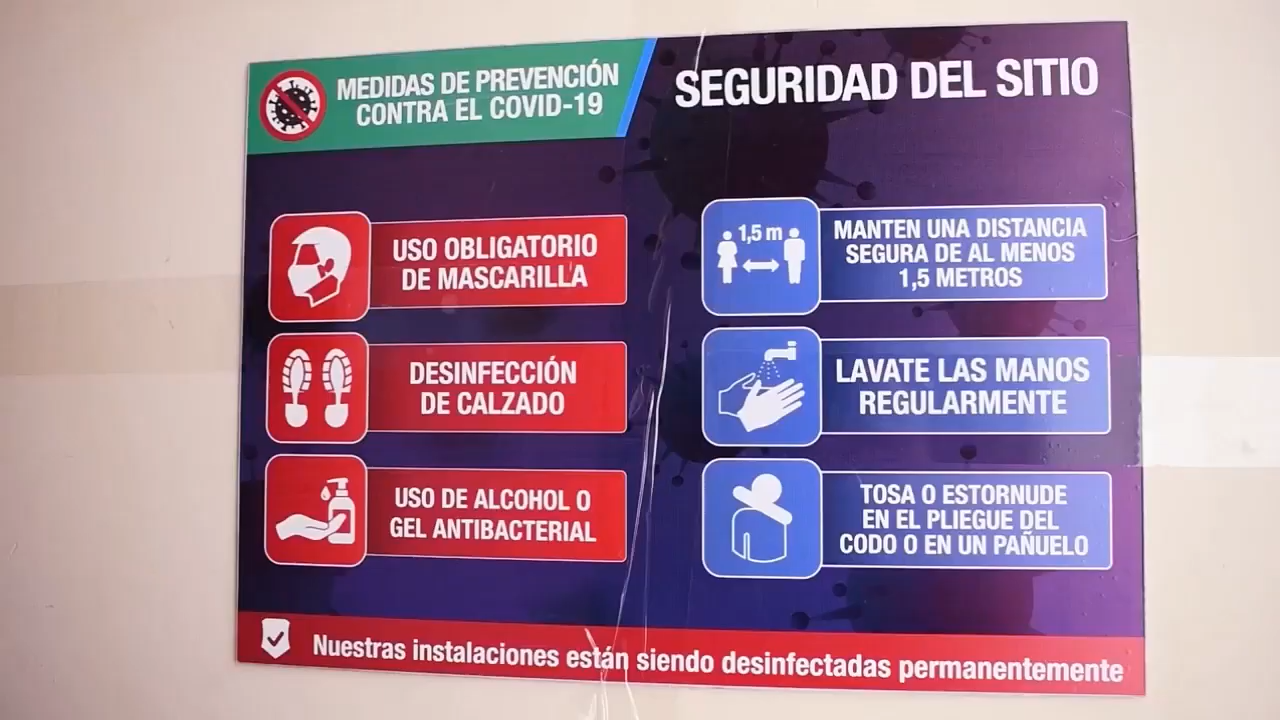 MEDIDAS DE PREVENCIÓN
CONTRA EL COVID-19
SEGURIDAD DEL SITIO
USO OBLIGATORIO
DE MASCARILLA
DESINFECCIÓN
DE CALZADO
USO DE ALCOHOL O
GEL ANTIBACTERIAL
1,5 m
MANTEN UNA DISTANCIA
SEGURA DE AL MENOS
1,5 METROS
LAVATE LAS MANOS
REGULARMENTE
TOSA O ESTORNUDE
EN EL PLIEGUE DEL
CODO O EN UN PAÑUELO
Nuestras instalaciones están siendo desinfectadas permanentemente